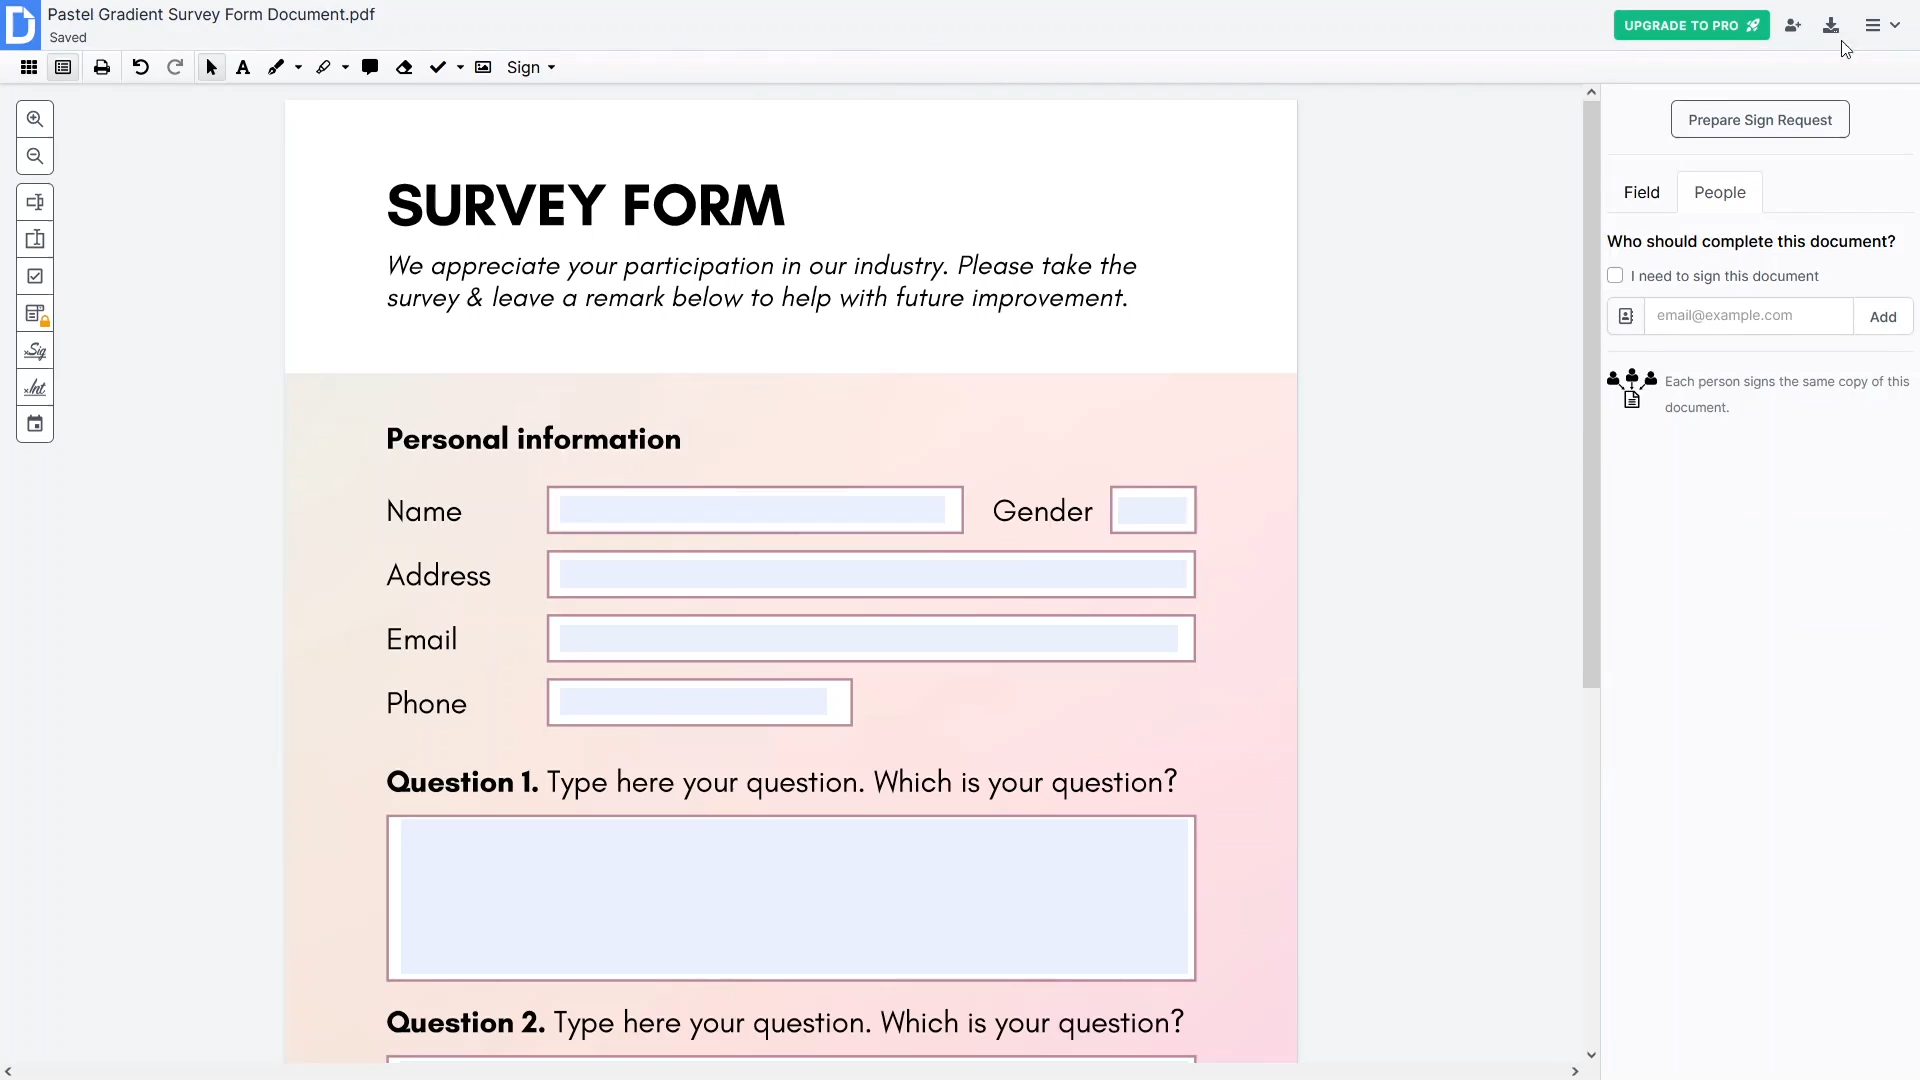 Pastel Gradient Survey Form Document.pdf
Saved
UPGRADE TO PRO
A
Sign
Prepare Sign Request
Field
People
Who should complete this document?
I need to sign this document
email@example.com
Add
Each person signs the same copy of this
document.
Sig
Int
SURVEY FORM
We appreciate your participation in our industry. Please take the
survey & leave a remark below to help with future improvement.
Personal information
Name
Gender
Address
Email
Phone
Question 1. Type here your question. Which is your question?
Question 2. Type here your question. Which is your question?